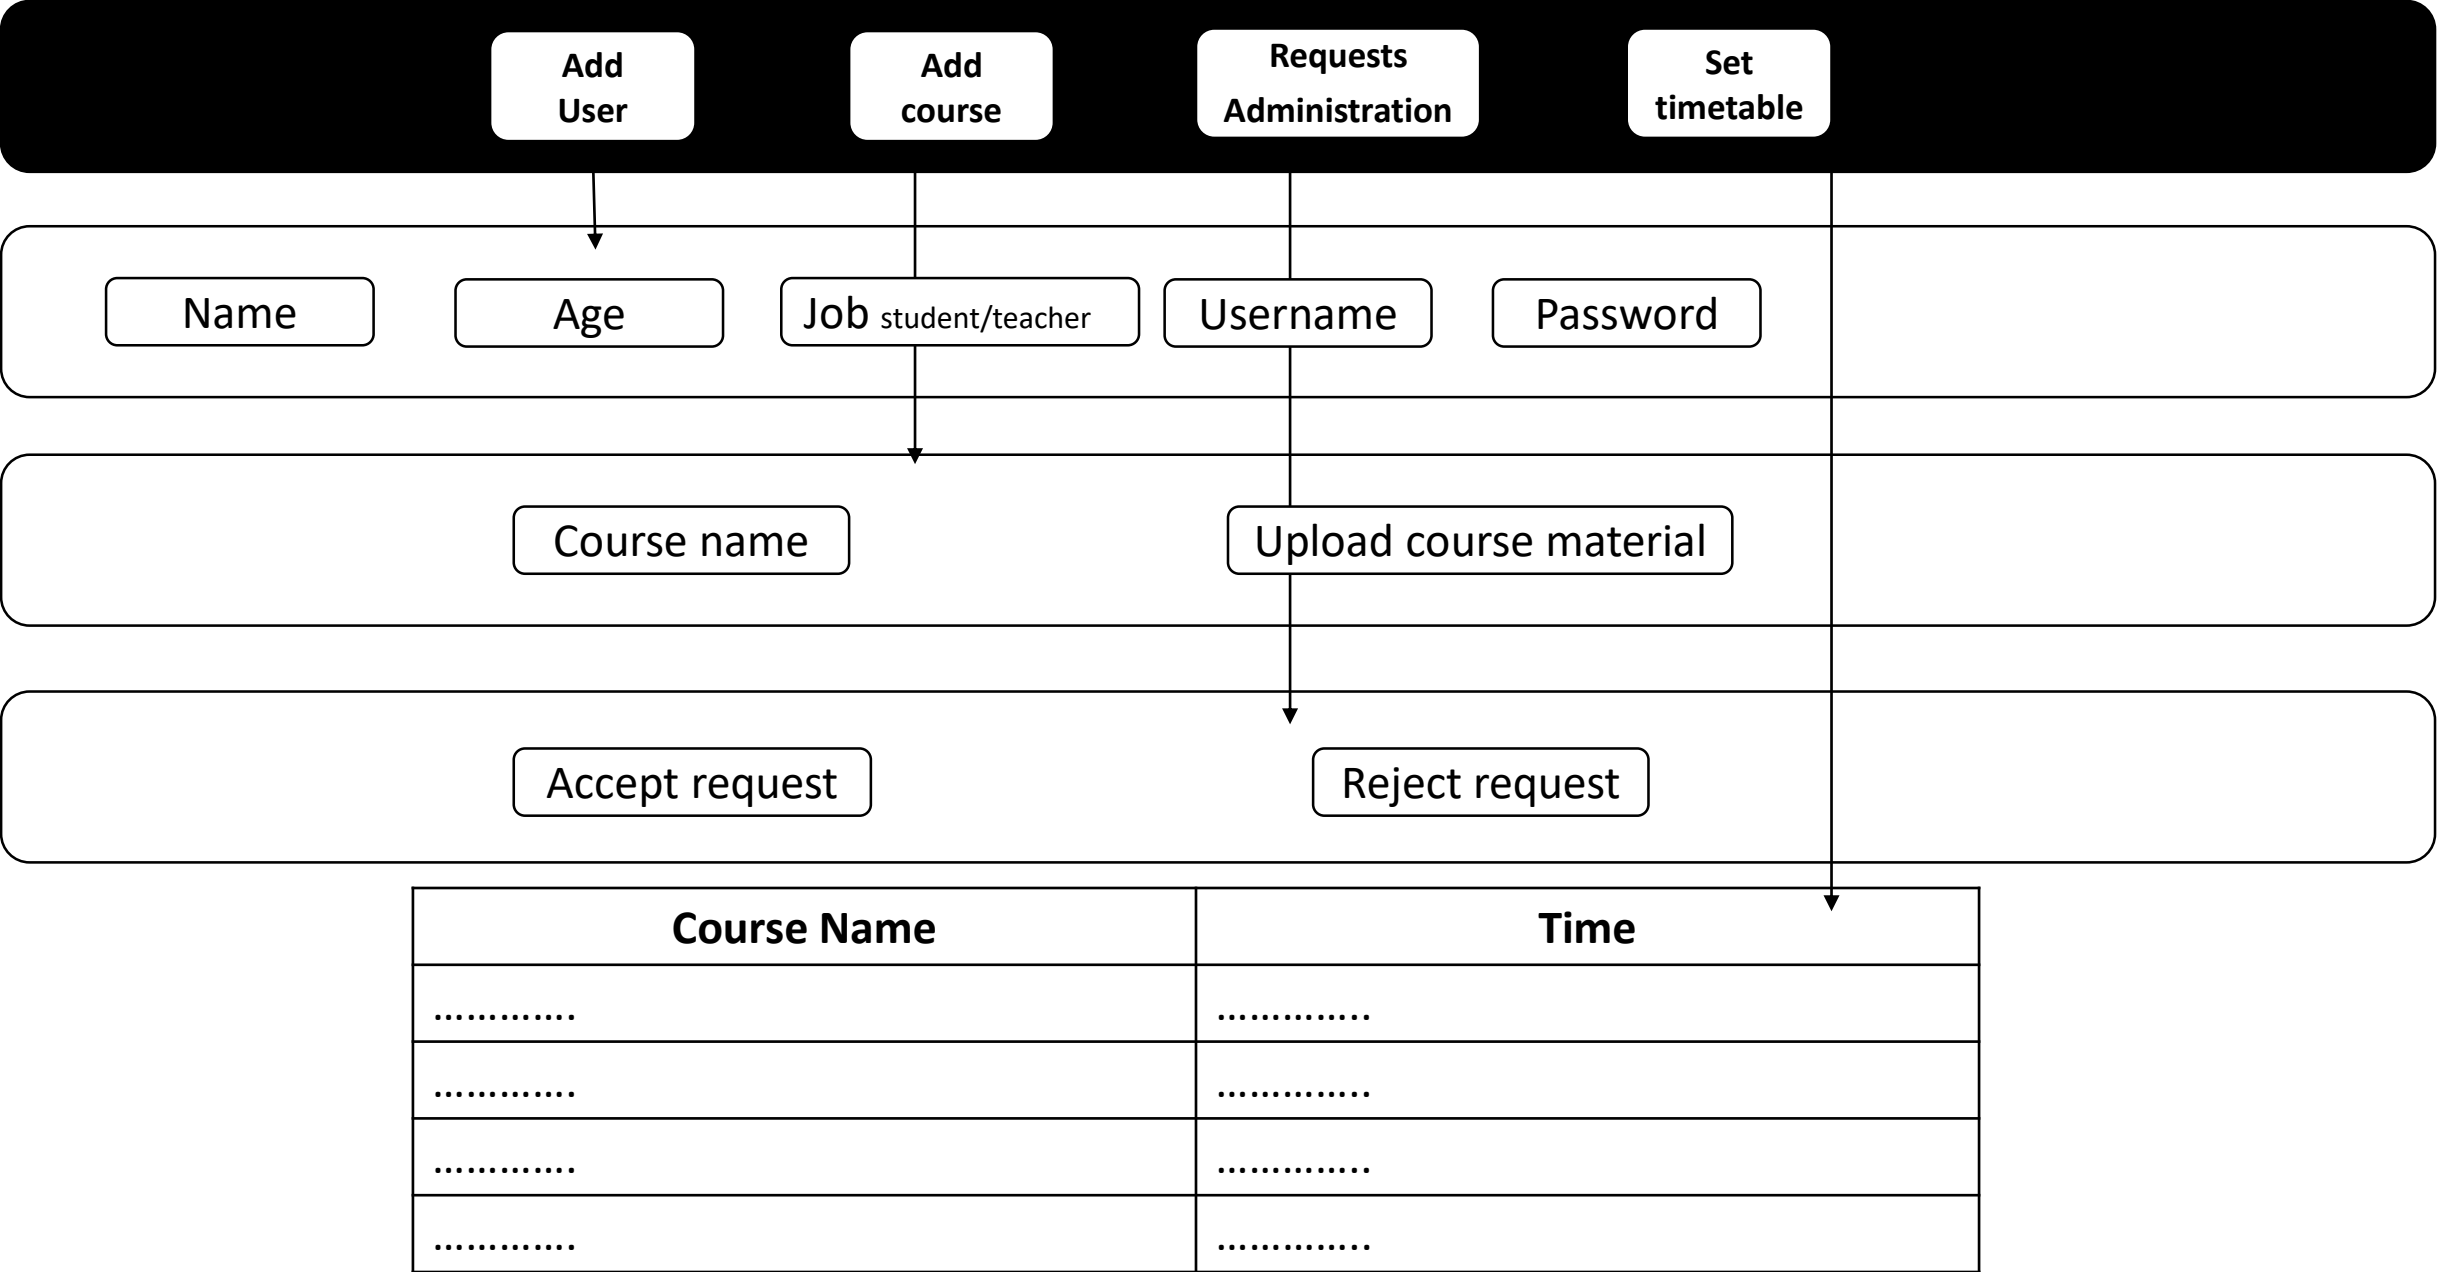 Add
User
Add
course
Requests
Administration
Set
timetable
Name
Age
Job student/teacher
Username
Password
Course name
Upload course material
Accept request
Reject request
Course Name
Time
………….
…………..
………….
…………..
………….
…………..
………….
…………..